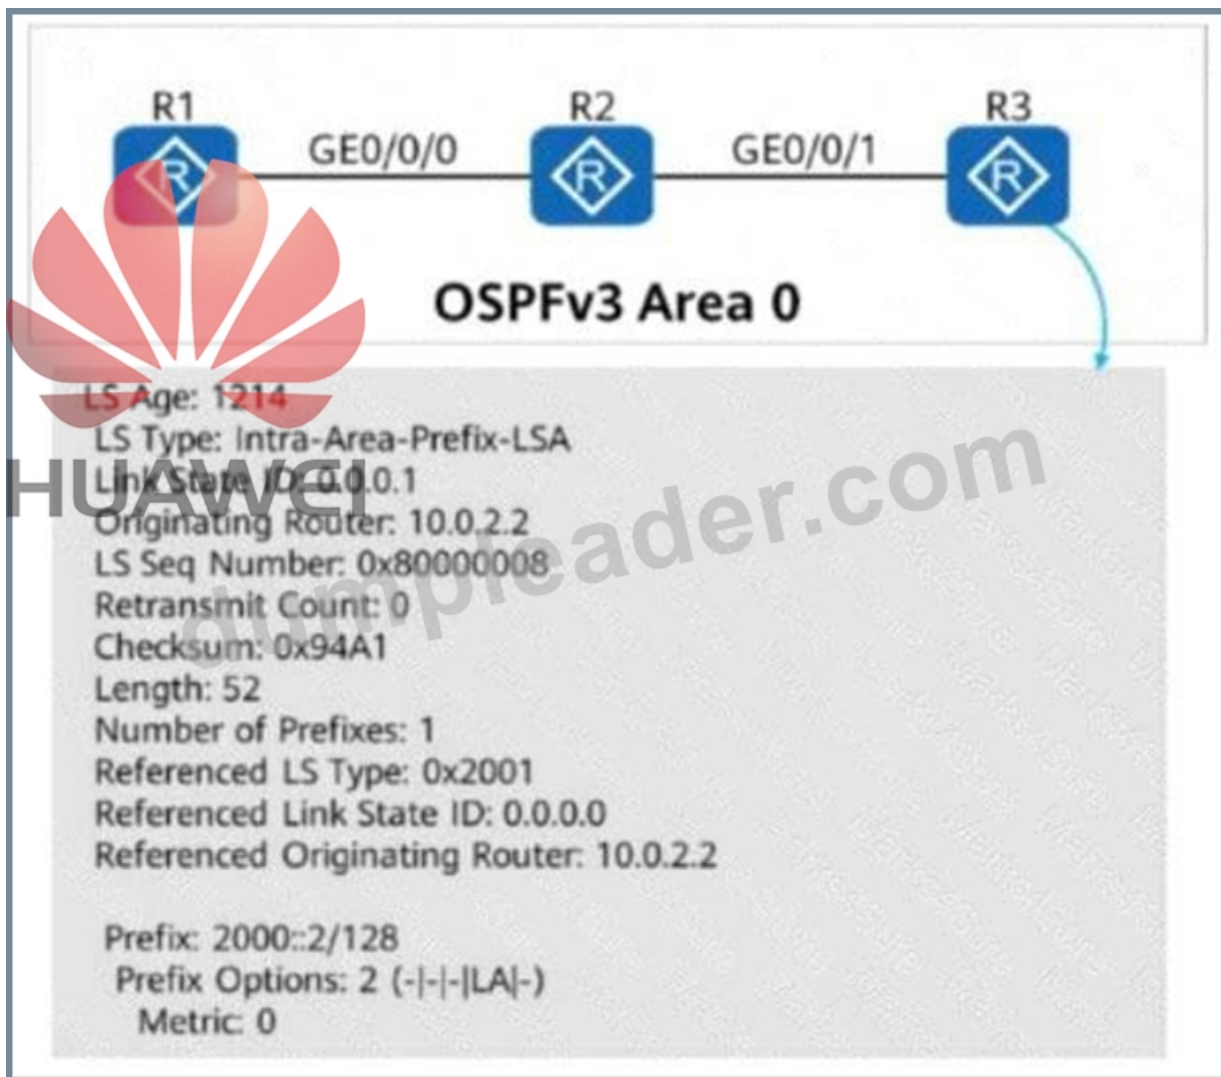 R1 R2 R3
GE0/0/0 GE0/0/1
R R R
OSPFv3 Area 0
LS Age: 1214
LS Type: Intra-Area-Prefix-LSA
Link State ID: 0.0.0.1
HUAWEI
Originating Router: 10.0.2.2
LS Seq Number: 0x80000008
dumpleader.com
Retransmit Count: 0
Checksum: 0x94A1
Length: 52
Number of Prefixes: 1
Referenced LS Type: 0x2001
Referenced Link State ID: 0.0.0.0
Referenced Originating Router: 10.0.2.2
Prefix: 2000::2/128
Prefix Options: 2 (-|-|-|LA|-)
Metric: 0